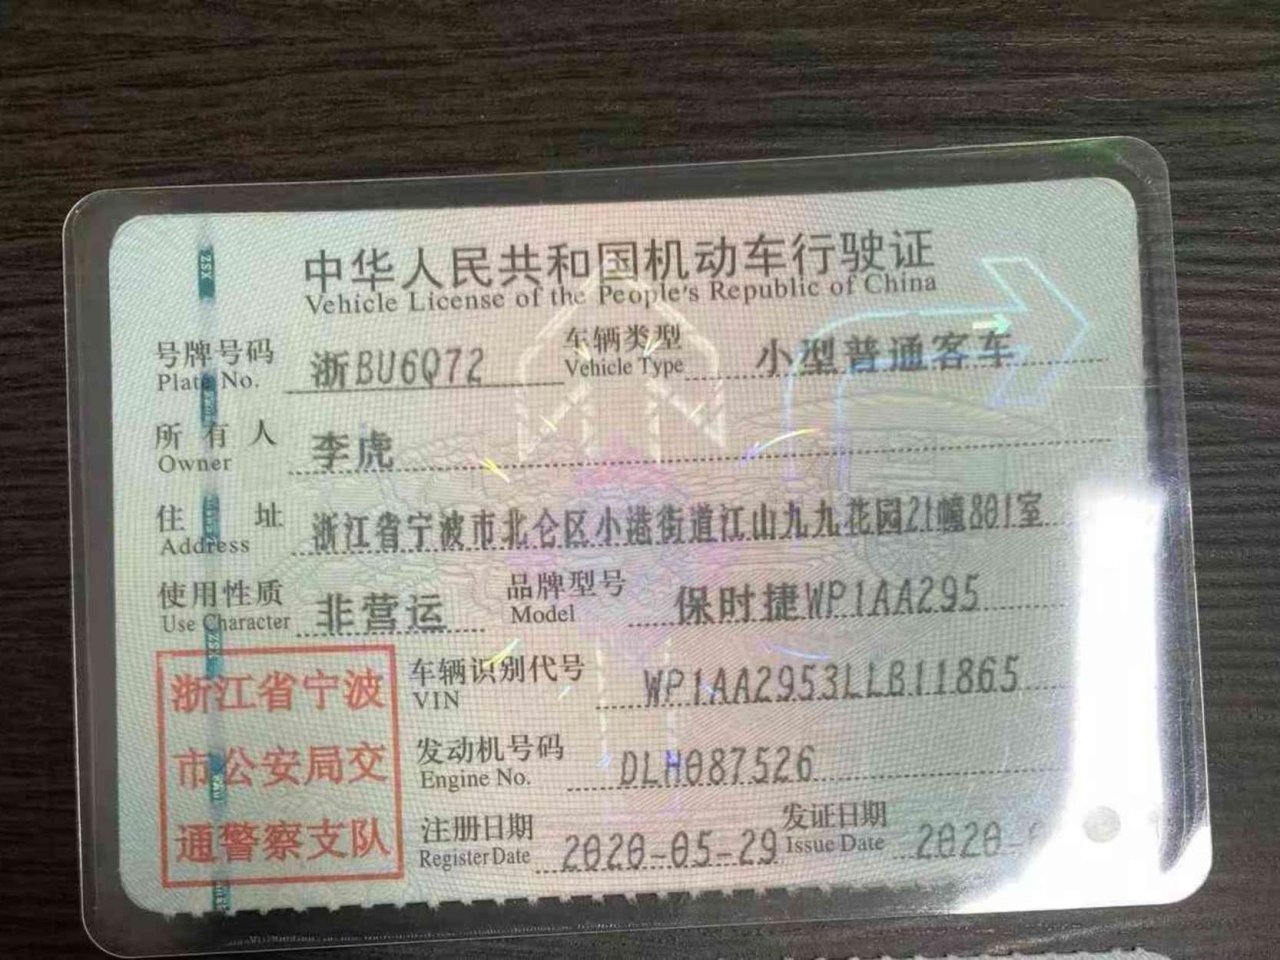 中华人民共和国机动车行驶证
Vehicle License of the People's Republic of China
号牌号码 浙BU6Q72 车辆类型 小型普通客车
Plate No. Vehicle Type
所有人 李虎
Owner
住址 浙江省宁波市北仑区小港街道江山九九花园21幢801室
Address
使用性质 非营运 品牌型号 保时捷WP1AA295
Use Character Model
浙江省宁波
市公安局交
通警察支队
车辆识别代号 WP1AA2953LLB11865
VIN
发动机号码 DLH087526
Engine No.
注册日期 2020-05-29 发证日期 2020-
Register Date Issue Date